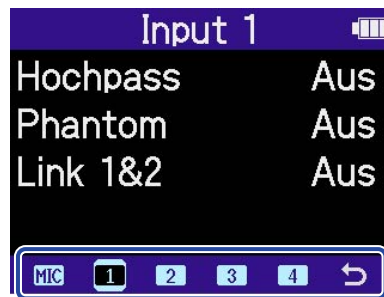 Input 1
Hochpass Aus
Phantom Aus
Link 1&2 Aus
MIC 1 2 3 4